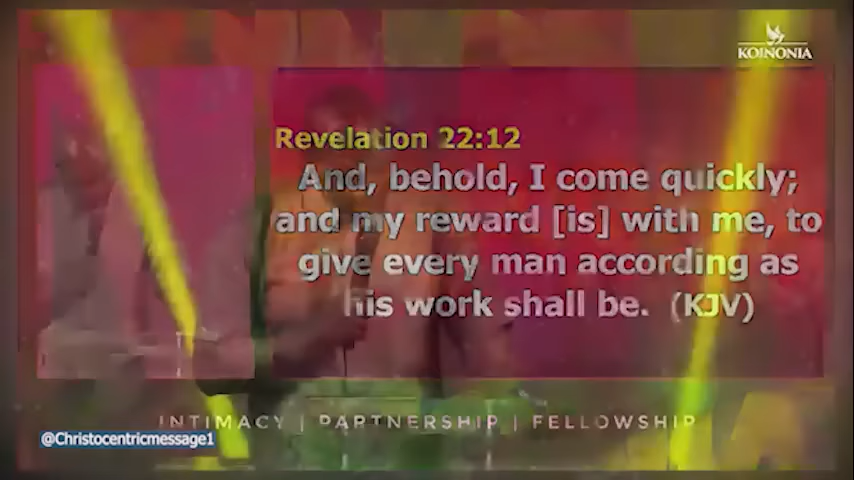 KOINONIA
Revelation 22:12
And, behold, I come quickly;
and my reward [is] with me, to
give every man according as
his work shall be. (KJV)
INTIMACY | PARTNERSHIP | FELLOWSHIP
@Christocentricmessage1